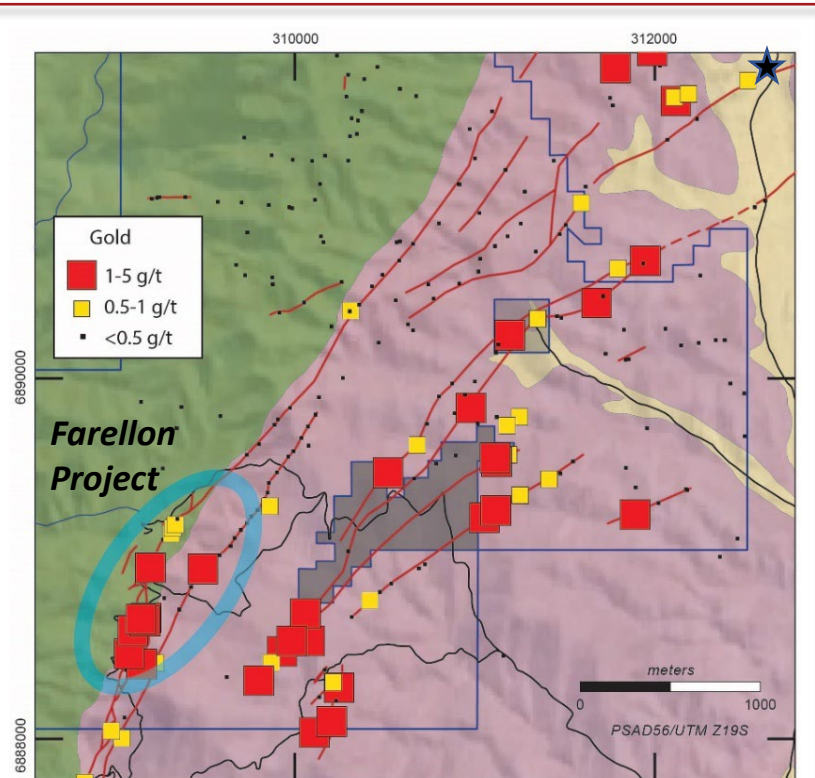 310000
312000
Gold
1-5 g/t
0.5-1 g/t
<0.5 g/t
6890000
Farellon
Project
meters
0
1000
PSAD56/UTM Z19S
6888000